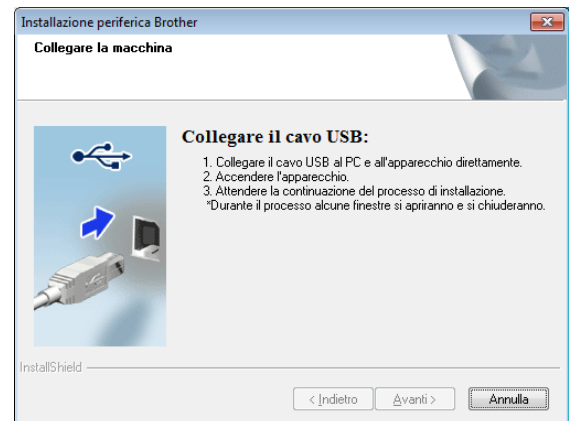 Installazione periferica Brother
Collegare la macchina
Collegare il cavo USB:
1. Collegare il cavo USB al PC e all'apparecchio direttamente.
2. Accendere l'apparecchio.
3. Attendere la continuazione del processo di installazione.
*Durante il processo alcune finestre si apriranno e si chiuderanno.
InstallShield
< Indietro
Avanti >
Annulla